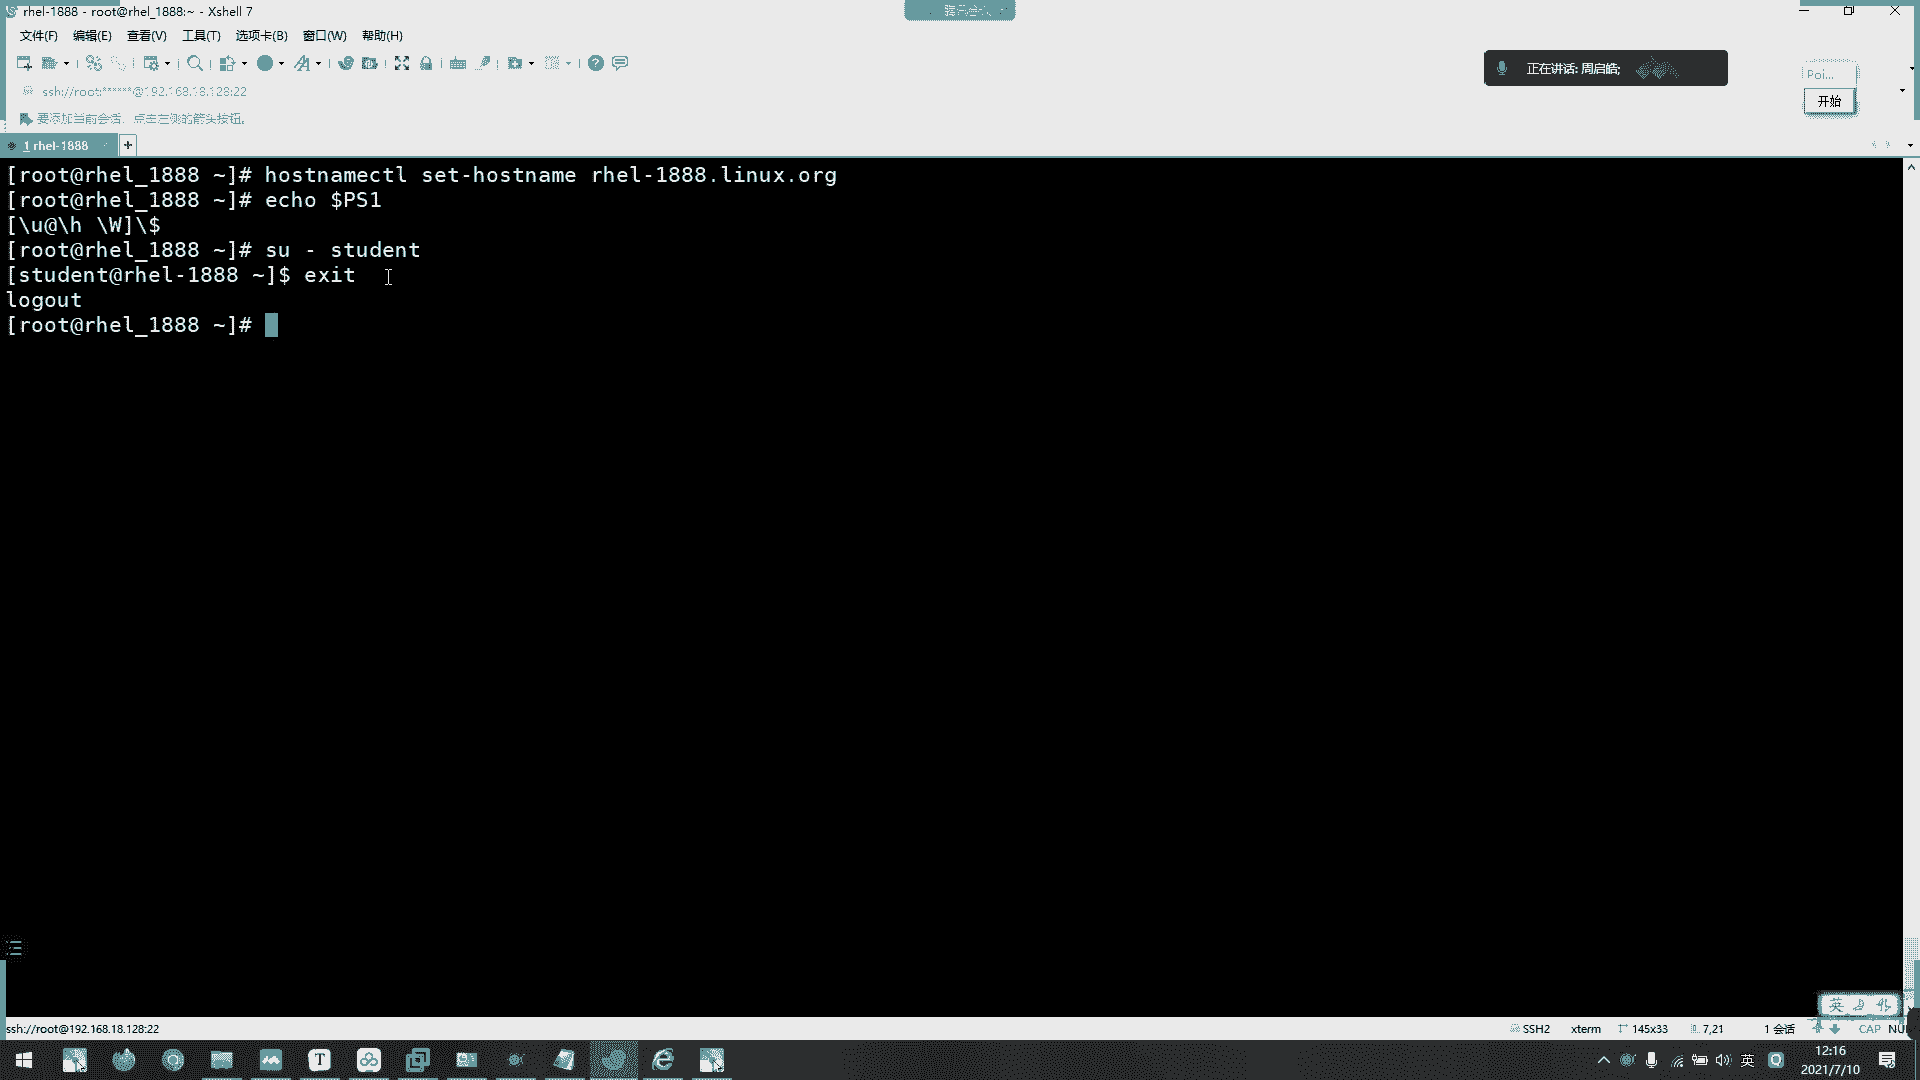 rhel-1888 - root@rhel_1888:~ - Xshell 7
文件(F) 编辑(E) 查看(V) 工具(T) 选项卡(B) 窗口(W) 帮助(H)
正在讲话: 周启皓;
Poi...
开始
ssh://root:******@192.168.18.128:22
要添加当前会话，点击左侧的箭头按钮。
1 rhel-1888
[root@rhel_1888 ~]# hostnamectl set-hostname rhel-1888.linux.org
[root@rhel_1888 ~]# echo $PS1
[\u@\h \W]\$
[root@rhel_1888 ~]# su - student
[student@rhel-1888 ~]$ exit
logout
[root@rhel_1888 ~]#
英
ssh://root@192.168.18.128:22 SSH2 xterm 145x33 7,21 1 会话 CAP NUM
英 12:16
2021/7/10